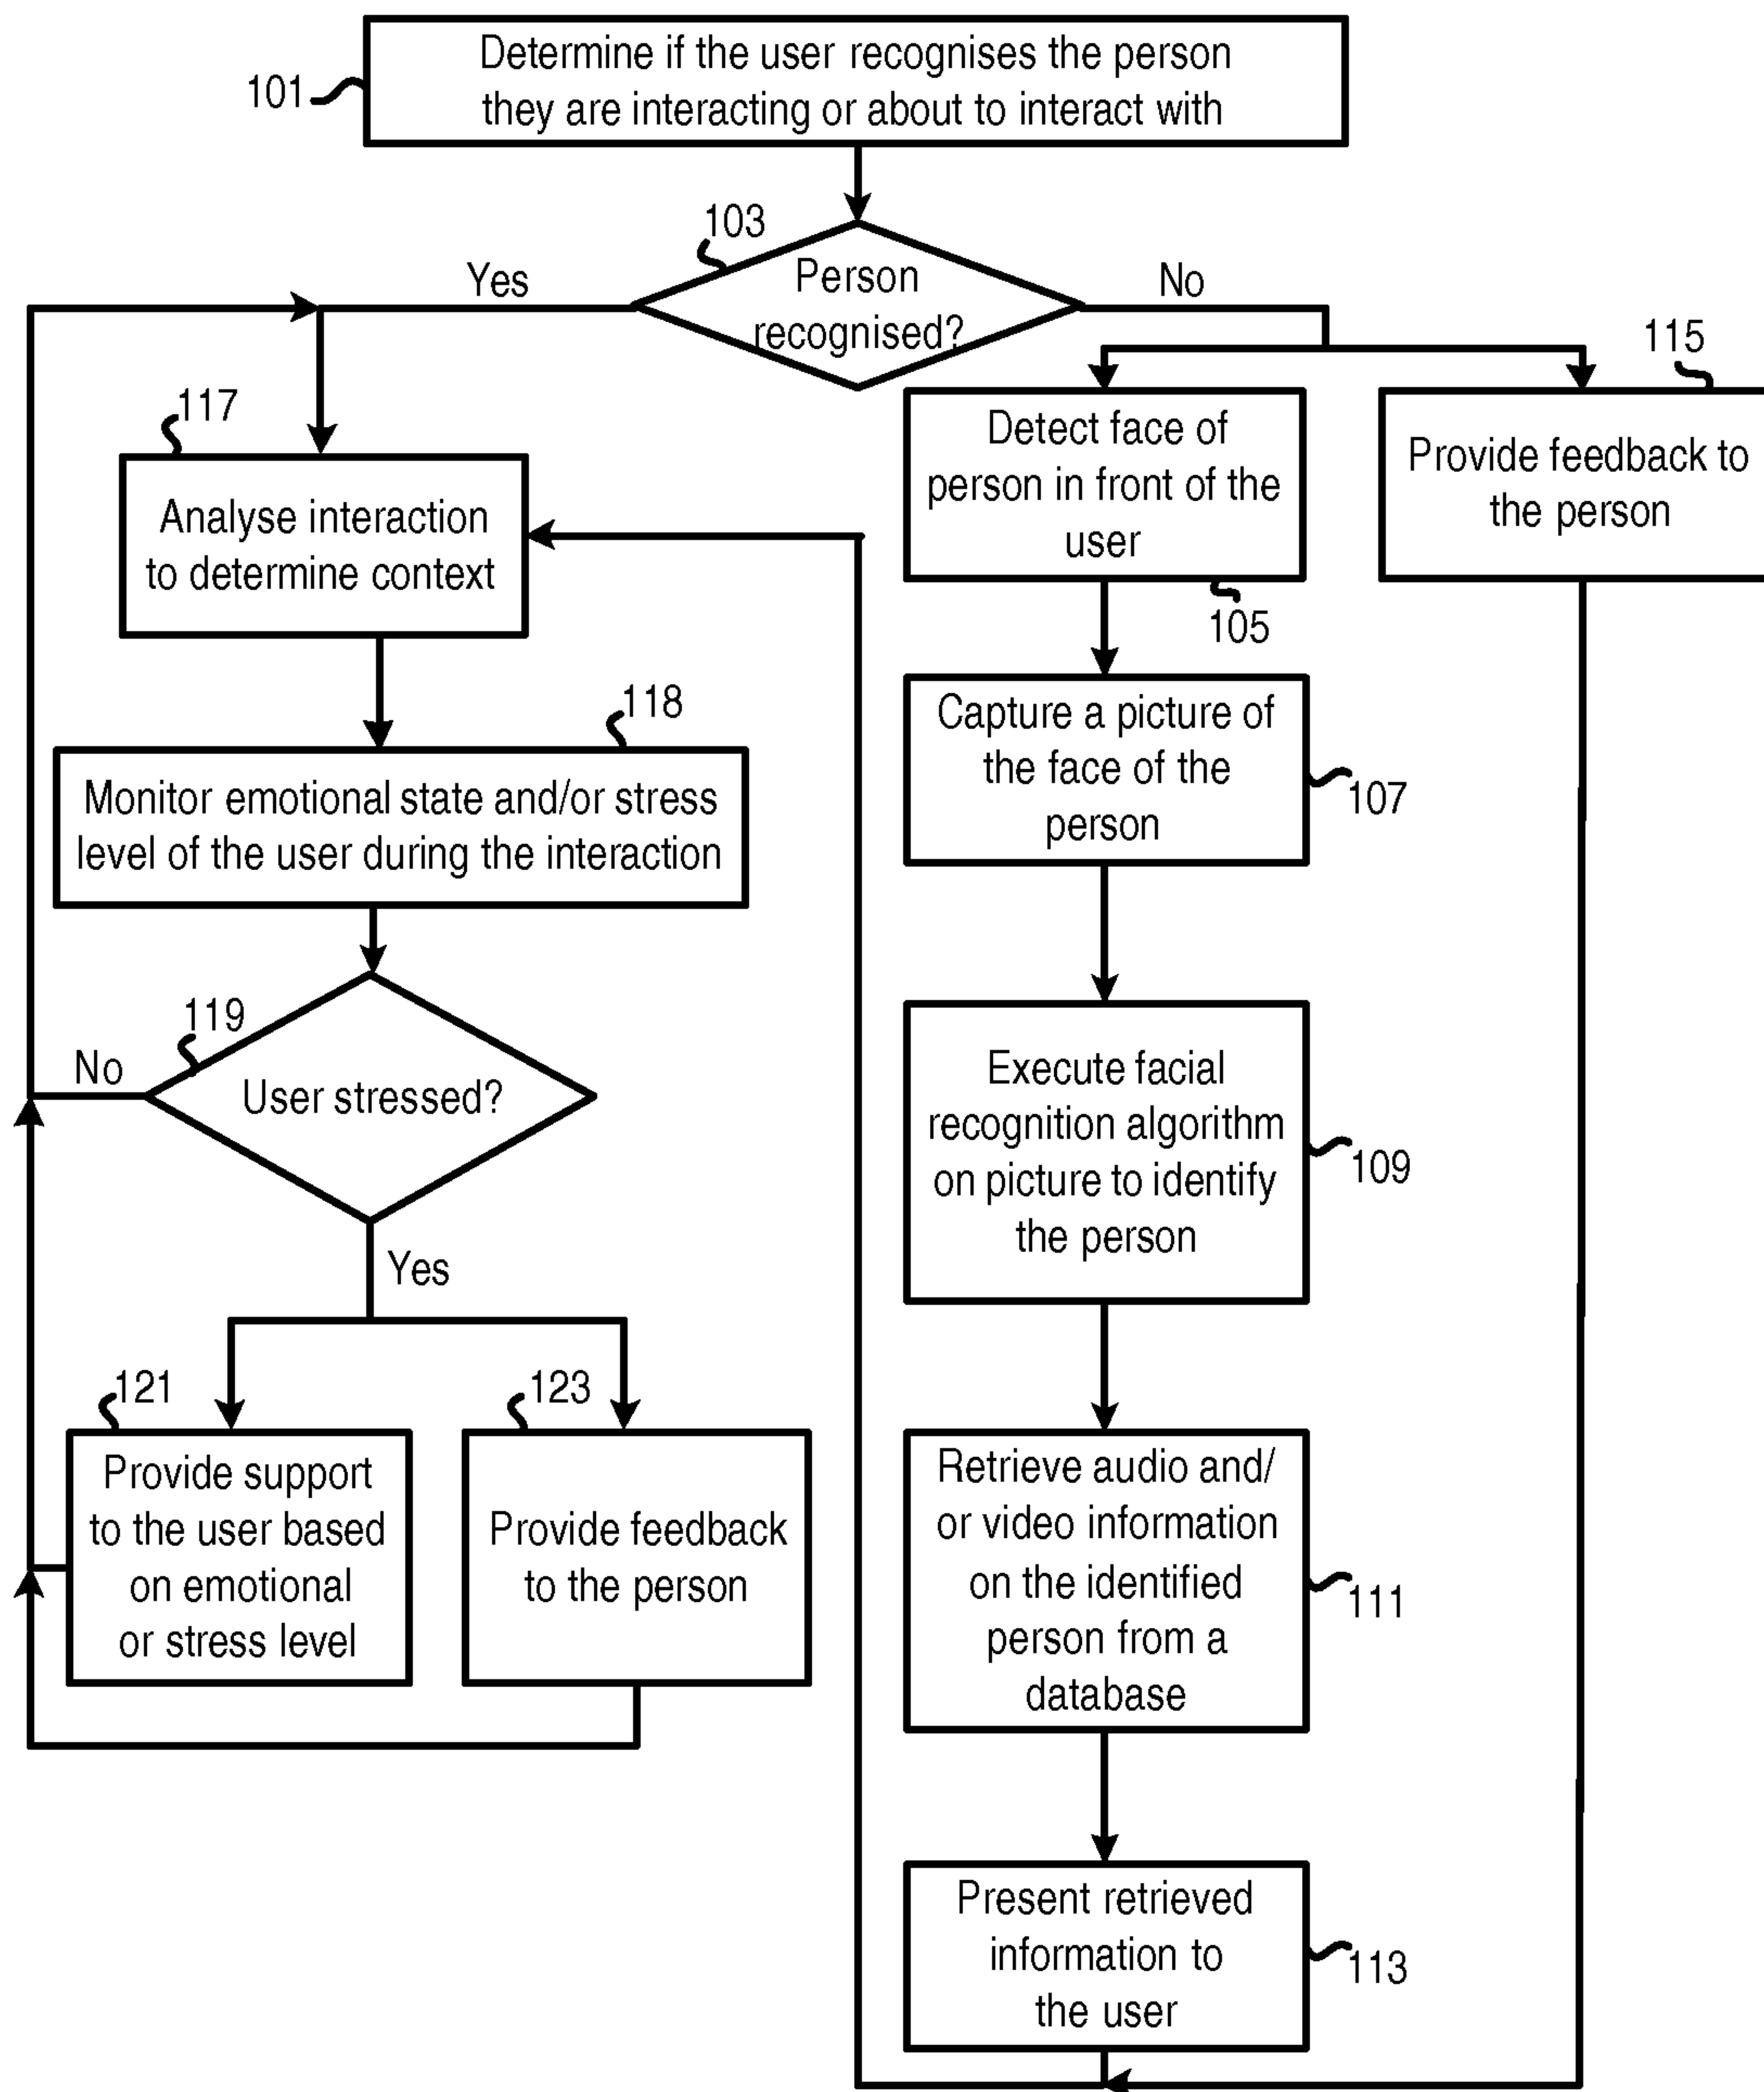 101
Determine if the user recognises the person
they are interacting or about to interact with
103
Person
recognised?
Yes
No
115
Provide feedback to
the person
Detect face of
person in front of the
user
105
Capture a picture of
the face of the
person
107
Execute facial
recognition algorithm
on picture to identify
the person
109
Retrieve audio and/
or video information
on the identified
person from a
database
111
Present retrieved
information to
the user
113
117
Analyse interaction
to determine context
118
Monitor emotional state and/or stress
level of the user during the interaction
119
User stressed?
No
Yes
121
Provide support
to the user based
on emotional
or stress level
123
Provide feedback
to the person